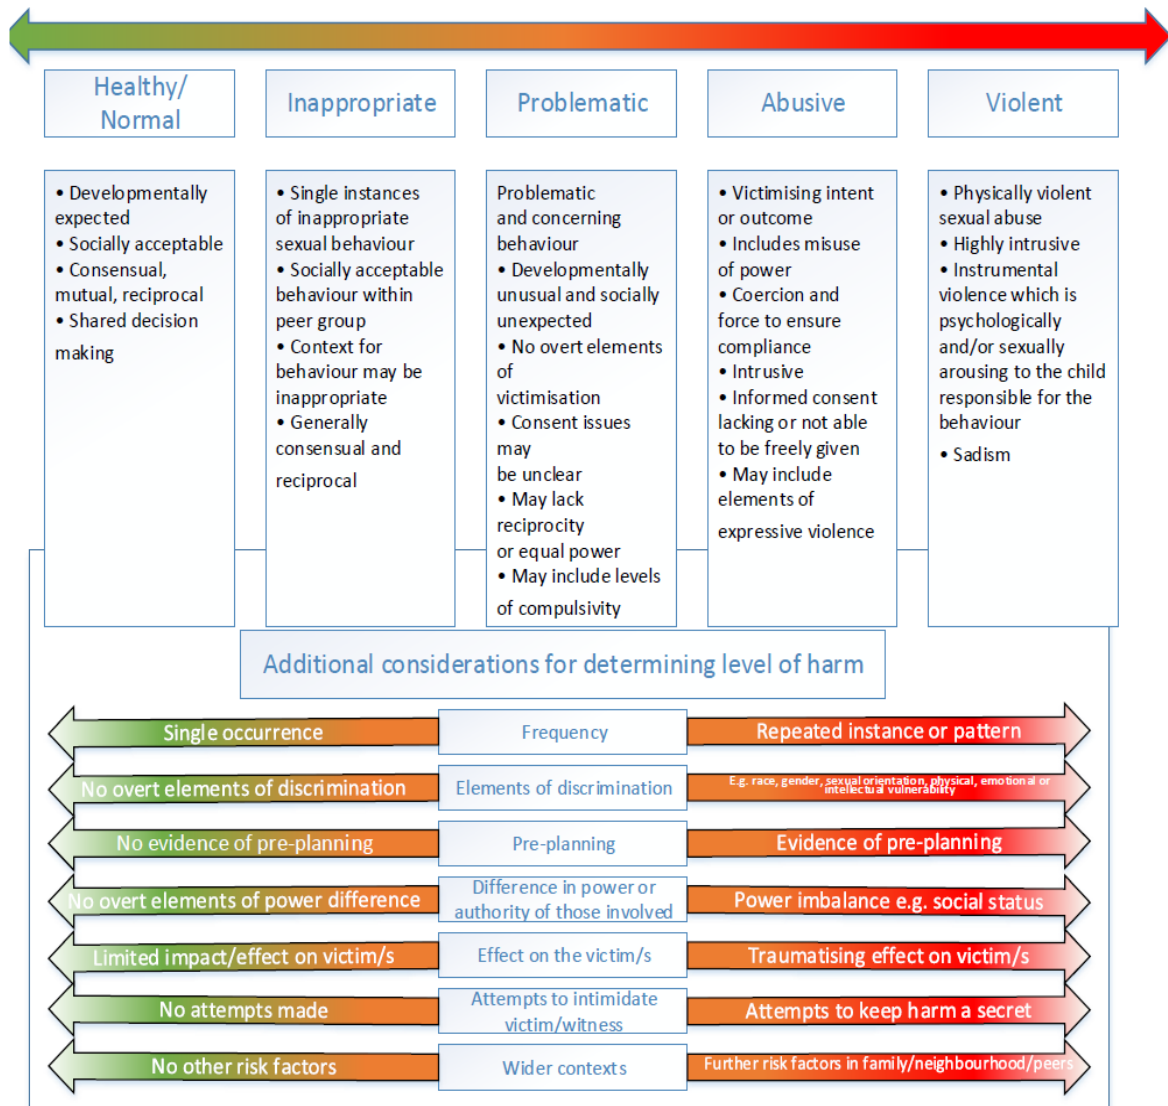 Healthy/
Normal
Inappropriate
Problematic
Abusive
Violent
• Developmentally
expected
• Socially acceptable
• Consensual,
mutual, reciprocal
• Shared decision
making
• Single instances
of inappropriate
sexual behaviour
• Socially acceptable
behaviour within
peer group
• Context for
behaviour may be
inappropriate
• Generally
consensual and
reciprocal
Problematic
and concerning
behaviour
• Developmentally
unusual and socially
unexpected
• No overt elements
of
victimisation
• Consent issues
may
be unclear
• May lack
reciprocity
or equal power
• May include levels
of compulsivity
• Victimising intent
or outcome
• Includes misuse
of power
• Coercion and
force to ensure
compliance
• Intrusive
• Informed consent
lacking or not able
to be freely given
• May include
elements of
expressive violence
• Physically violent
sexual abuse
• Highly intrusive
• Instrumental
violence which is
psychologically
and/or sexually
arousing to the child
responsible for the
behaviour
• Sadism
Additional considerations for determining level of harm
Single occurrence
Frequency
Repeated instance or pattern
No overt elements of discrimination
Elements of discrimination
E.g. race, gender, sexual orientation, physical, emotional or
intellectual vulnerability
No evidence of pre-planning
Pre-planning
Evidence of pre-planning
No overt elements of power difference
Difference in power or
authority of those involved
Power imbalance e.g. social status
Limited impact/effect on victim/s
Effect on the victim/s
Traumatising effect on victim/s
No attempts made
Attempts to intimidate
victim/witness
Attempts to keep harm a secret
No other risk factors
Wider contexts
Further risk factors in family/neighbourhood/peers